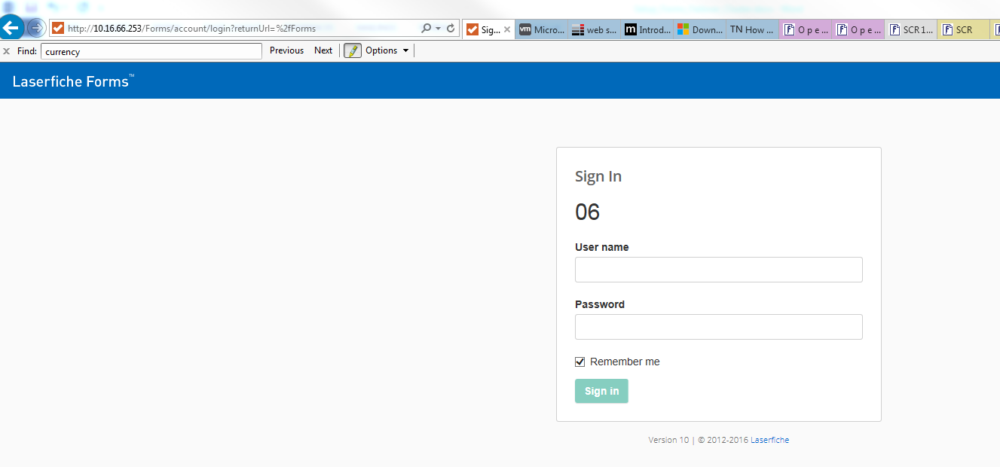 http://10.16.66.253/Forms/account/login?returnUrl=%2fForms
Sig...
Micro...
web s...
Introd...
Down...
TN How ...
O p e ...
O p e ...
SCR 1...
SCR
Find: currency Previous Next Options
Laserfiche Forms™
Sign In
06
User name
Password
Remember me
Sign in
Version 10 | © 2012-2016 Laserfiche